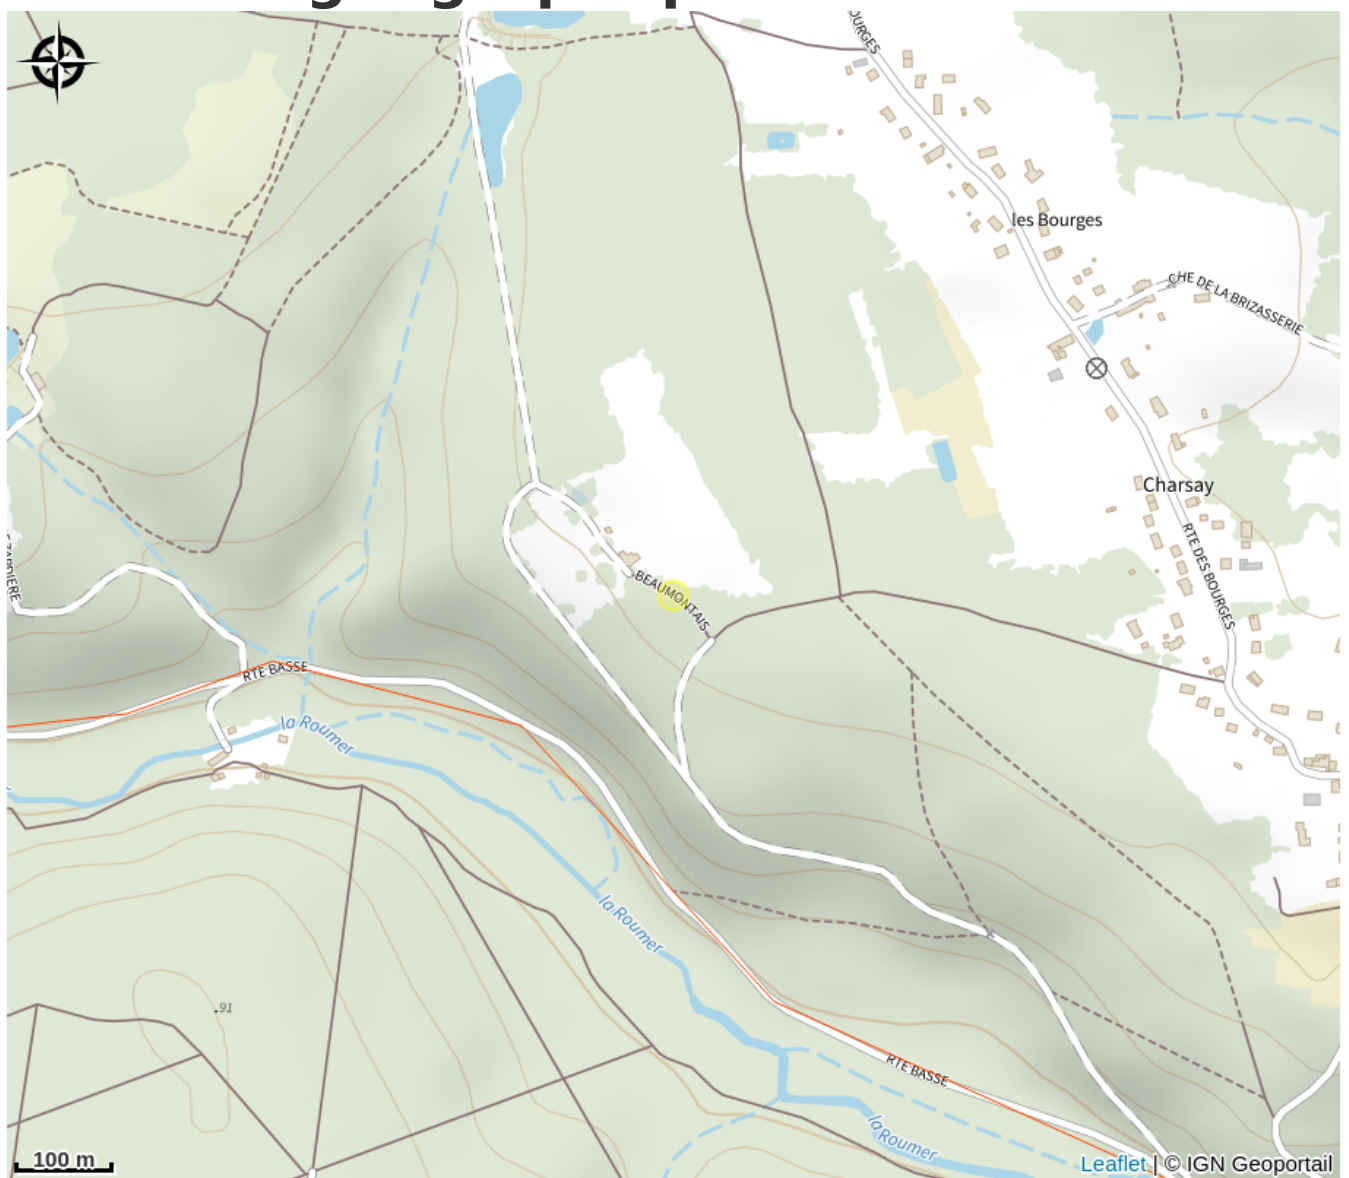 les Bourges
CHE DE LA BRIZASSERIE
Charsay
RTE DES BOURGES
BEAUMONTAIS
RTE BASSE
la Roumer
la Roumer
.91
RTE BASSE
la Roumer
100 m
Leaflet | © IGN Geoportail